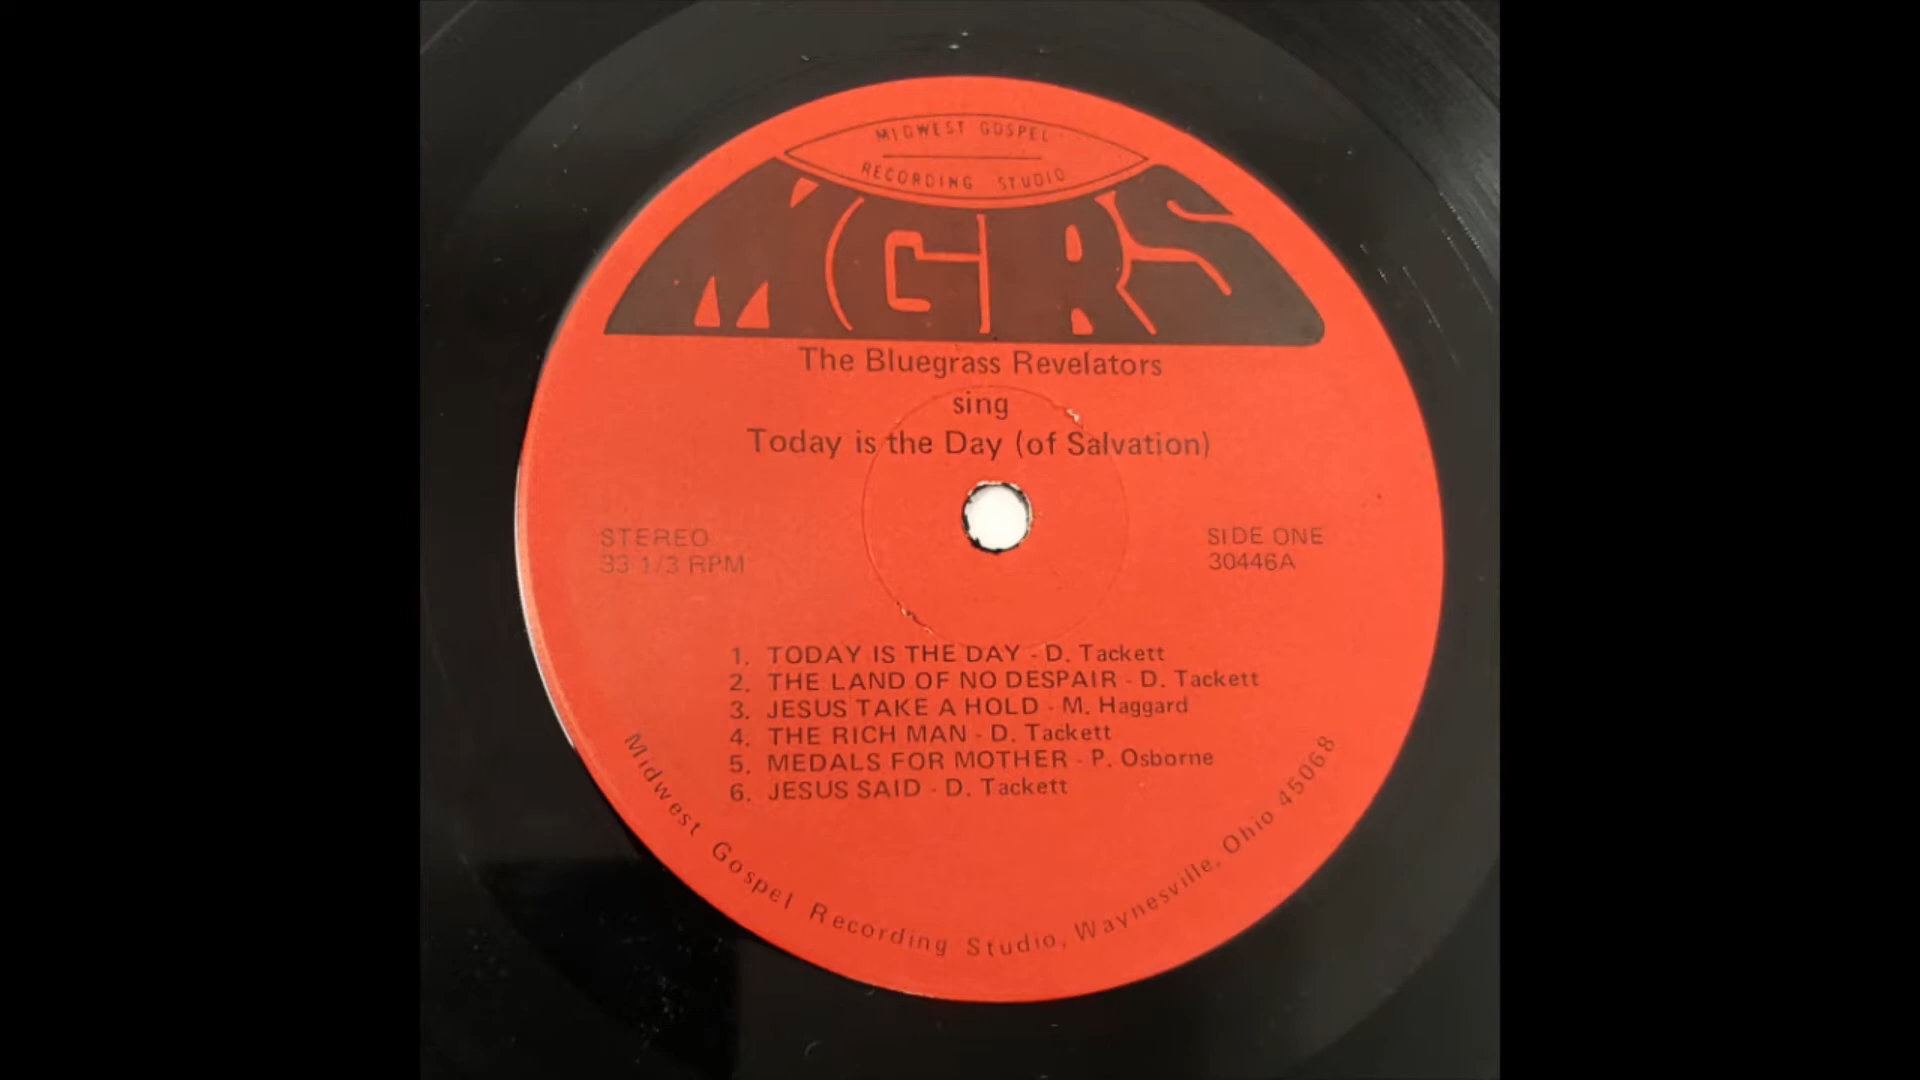 MIDWEST GOSPEL
RECORDING STUDIO
MGRS
The Bluegrass Revelators
sing
Today is the Day (of Salvation)
STEREO
33 1/3 RPM
SIDE ONE
30446A
1. TODAY IS THE DAY - D. Tackett
2. THE LAND OF NO DESPAIR - D. Tackett
3. JESUS TAKE A HOLD - M. Haggard
4. THE RICH MAN - D. Tackett
5. MEDALS FOR MOTHER - P. Osborne
6. JESUS SAID - D. Tackett
Midwest Gospel Recording Studio, Waynesville, Ohio 45068